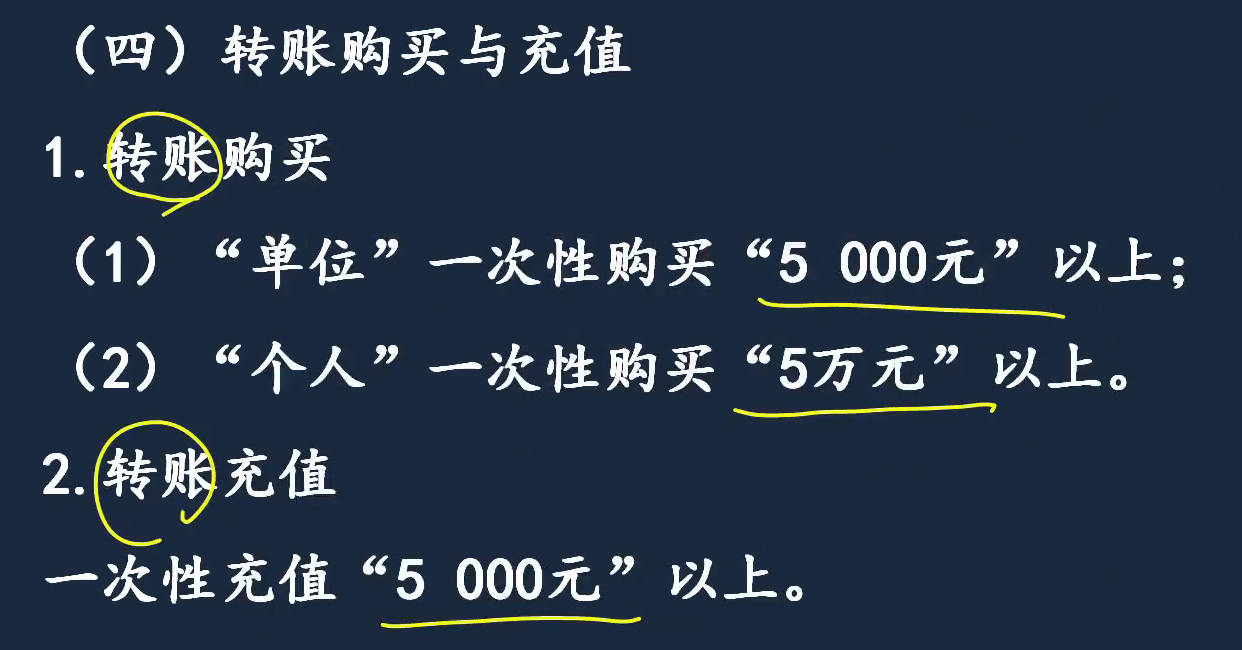 （四）转账购买与充值
1.转账购买
（1）“单位”一次性购买“5 000元”以上；
（2）“个人”一次性购买“5万元”以上。
2.转账充值
一次性充值“5 000元”以上。